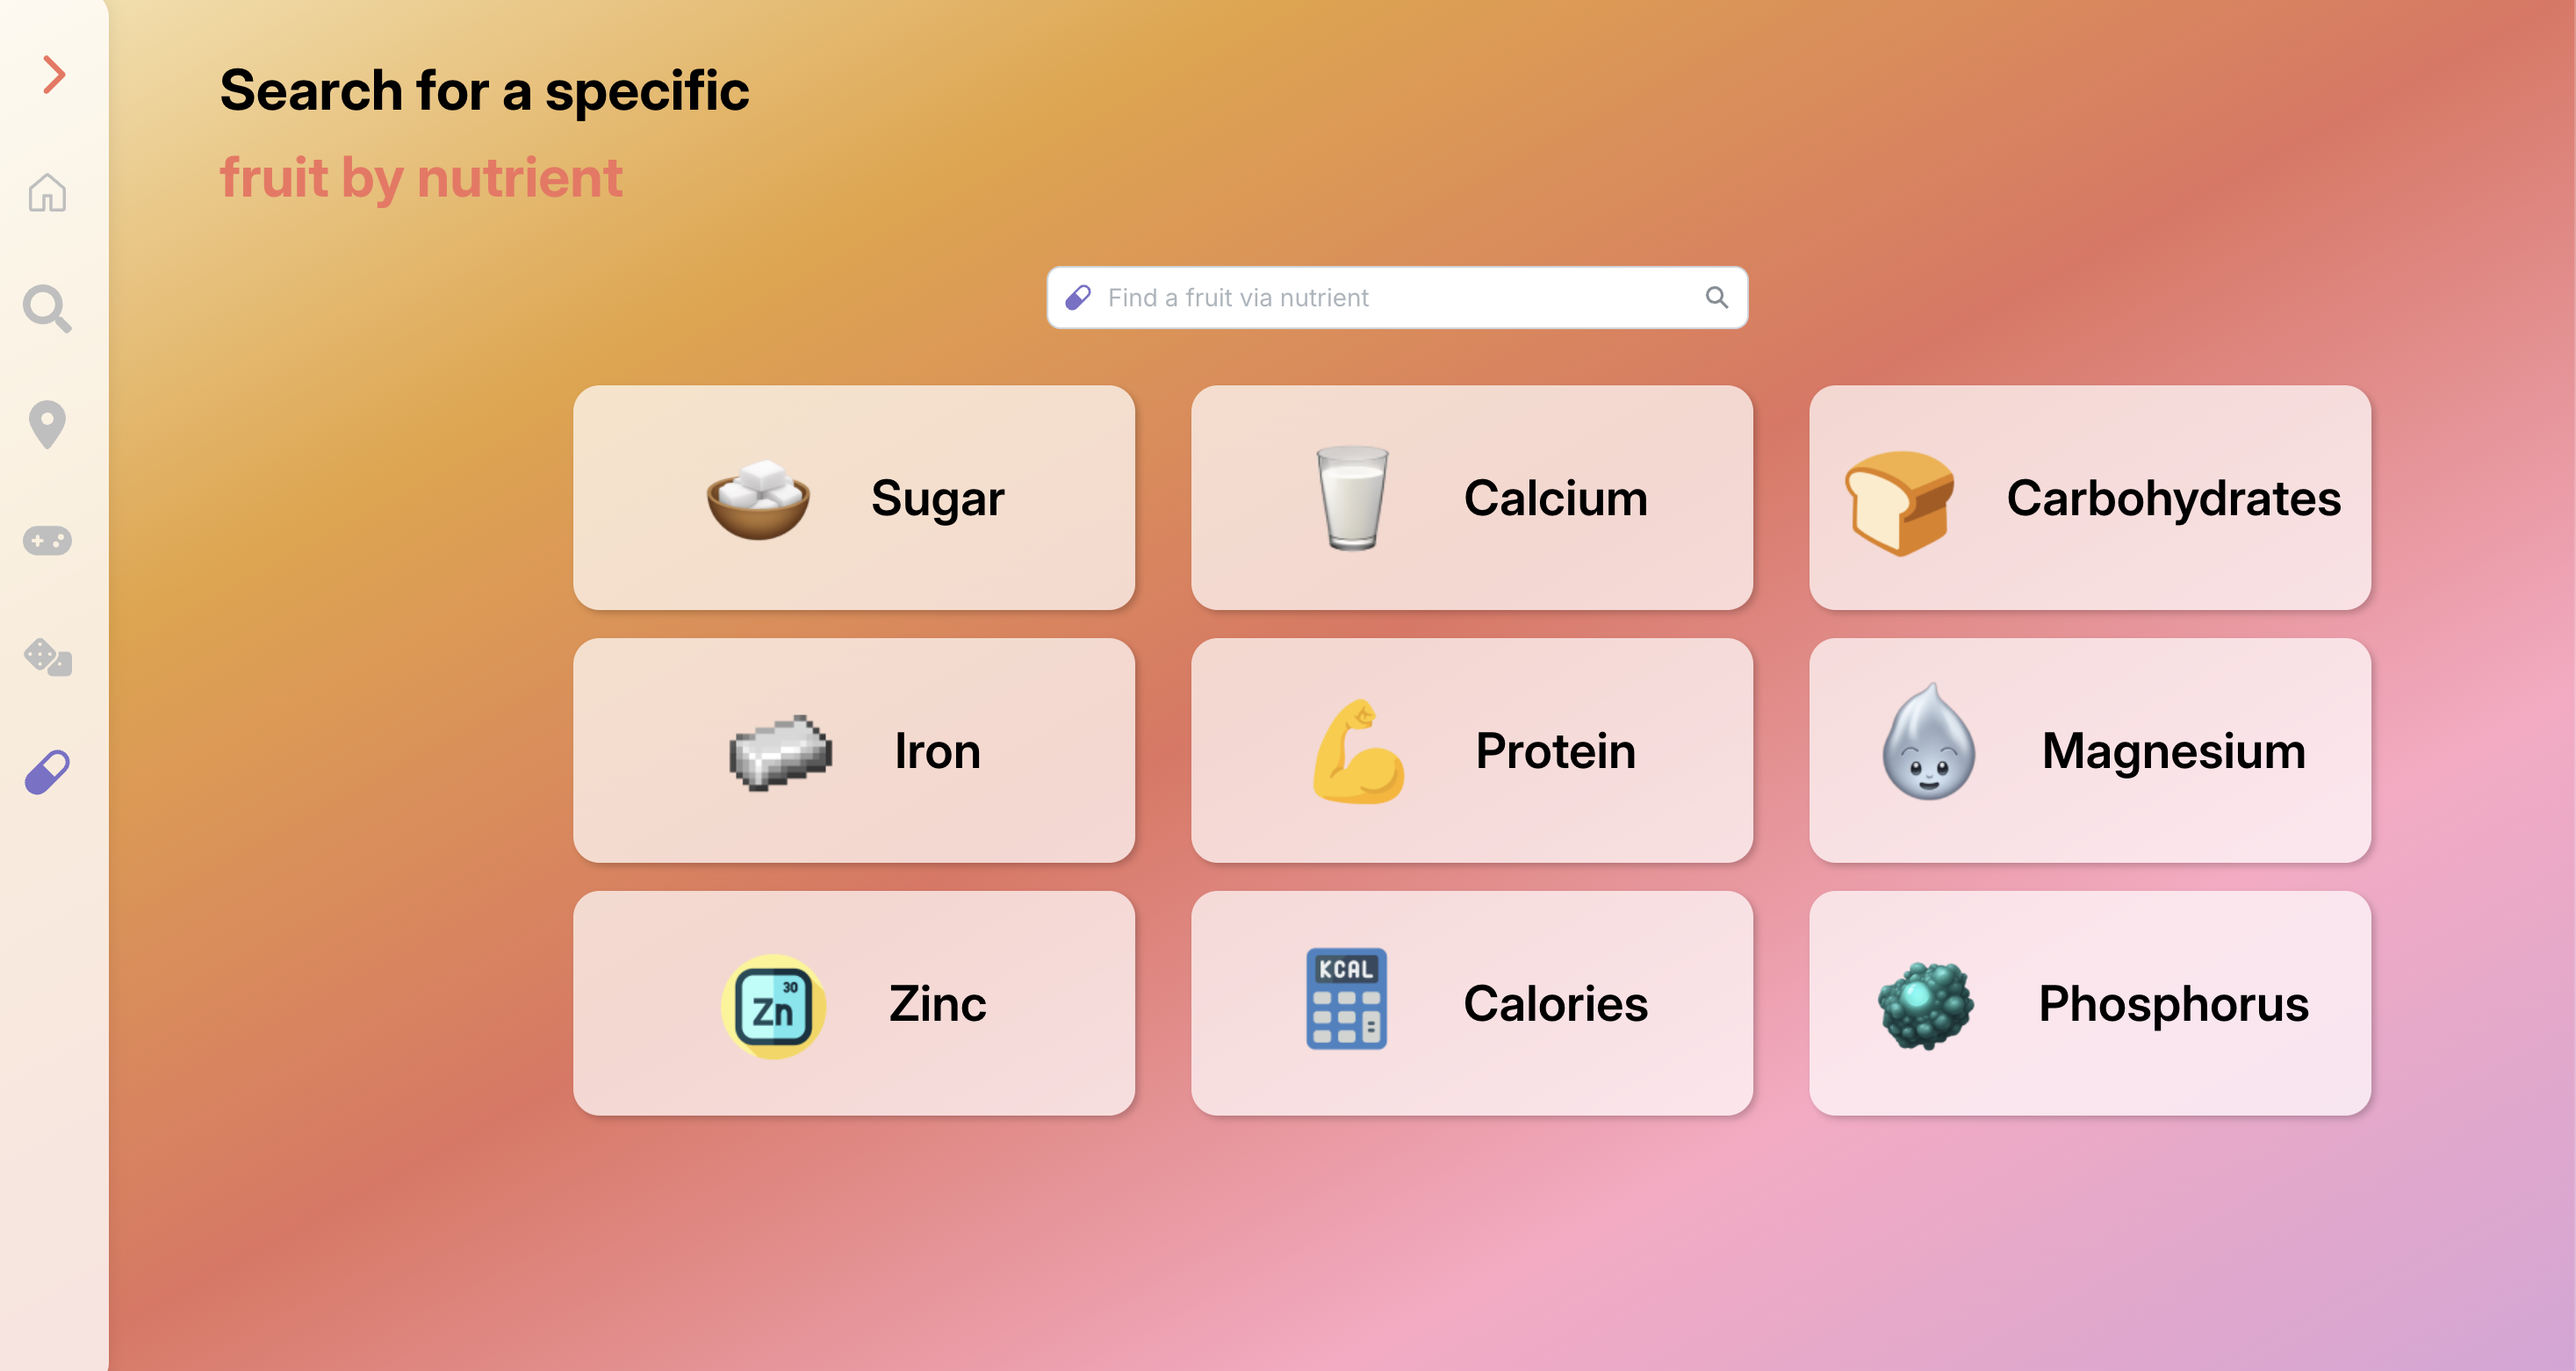 Search for a specific
fruit by nutrient
Find a fruit via nutrient
Sugar
Calcium
Carbohydrates
Iron
Protein
Magnesium
30
Zn
Zinc
KCAL
Calories
Phosphorus